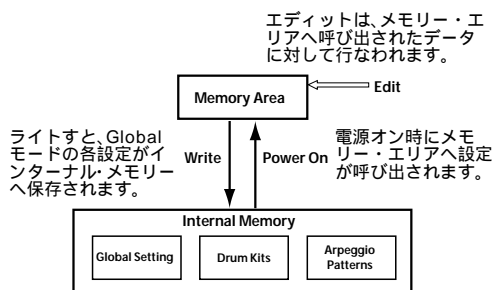 エディットは、メモリー・エ
リアへ呼び出されたデータ
に対して行なわれます。
Edit
Memory Area
ライトすと、Global
モードの各設定がイ
ンターナル・メモリー
へ保存されます。
Write
Power On
電源オン時にメモ
リー・エリアへ設定
が呼び出されます。
Internal Memory
Global Setting
Drum Kits
Arpeggio
Patterns